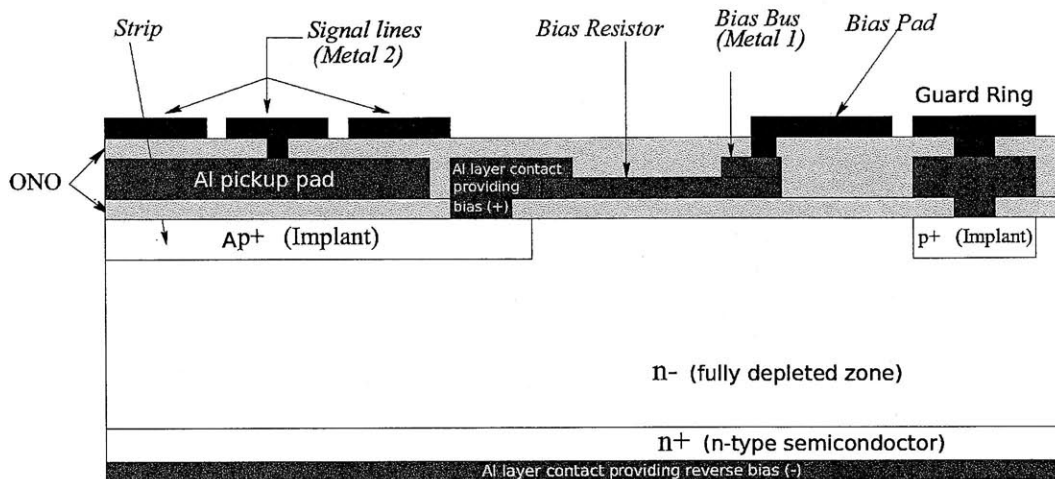 Strip
Signal lines
(Metal 2)
Bias Resistor
Bias Bus
(Metal 1)
Bias Pad
Guard Ring
ONO
Al pickup pad
Al layer contact
providing
bias (+)
Ap+ (Implant)
p+ (Implant)
n- (fully depleted zone)
n+ (n-type semicondoctor)
Al layer contact providing reverse bias (-)